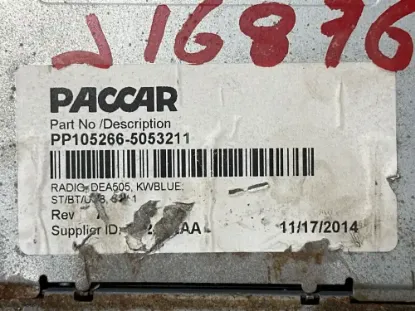 J16876
PACCAR
Part No /Description
PP105266-5053211
RADIO, DEA505, KWBLUE,
Rev
Supplier ID: 11/17/2014